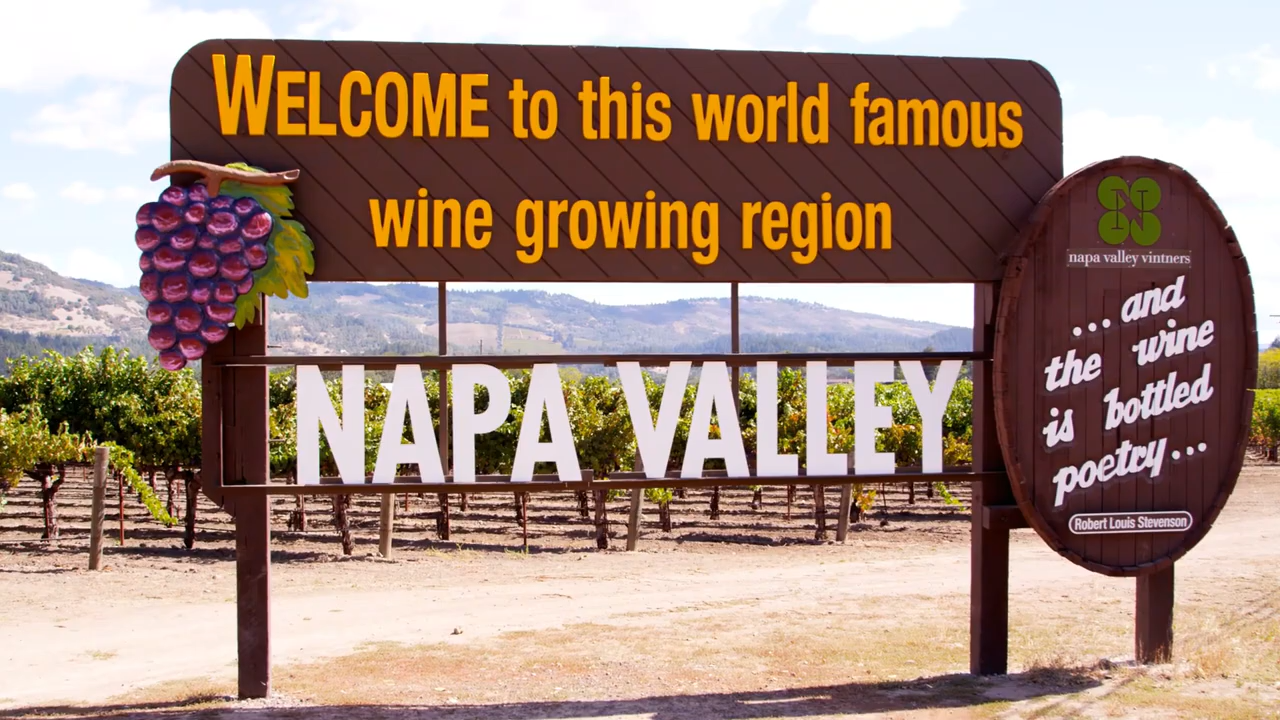 WELCOME to this world famous
wine growing region
NAPA VALLEY
napa valley vintners
...and
the wine
is bottled
poetry...
Robert Louis Stevenson